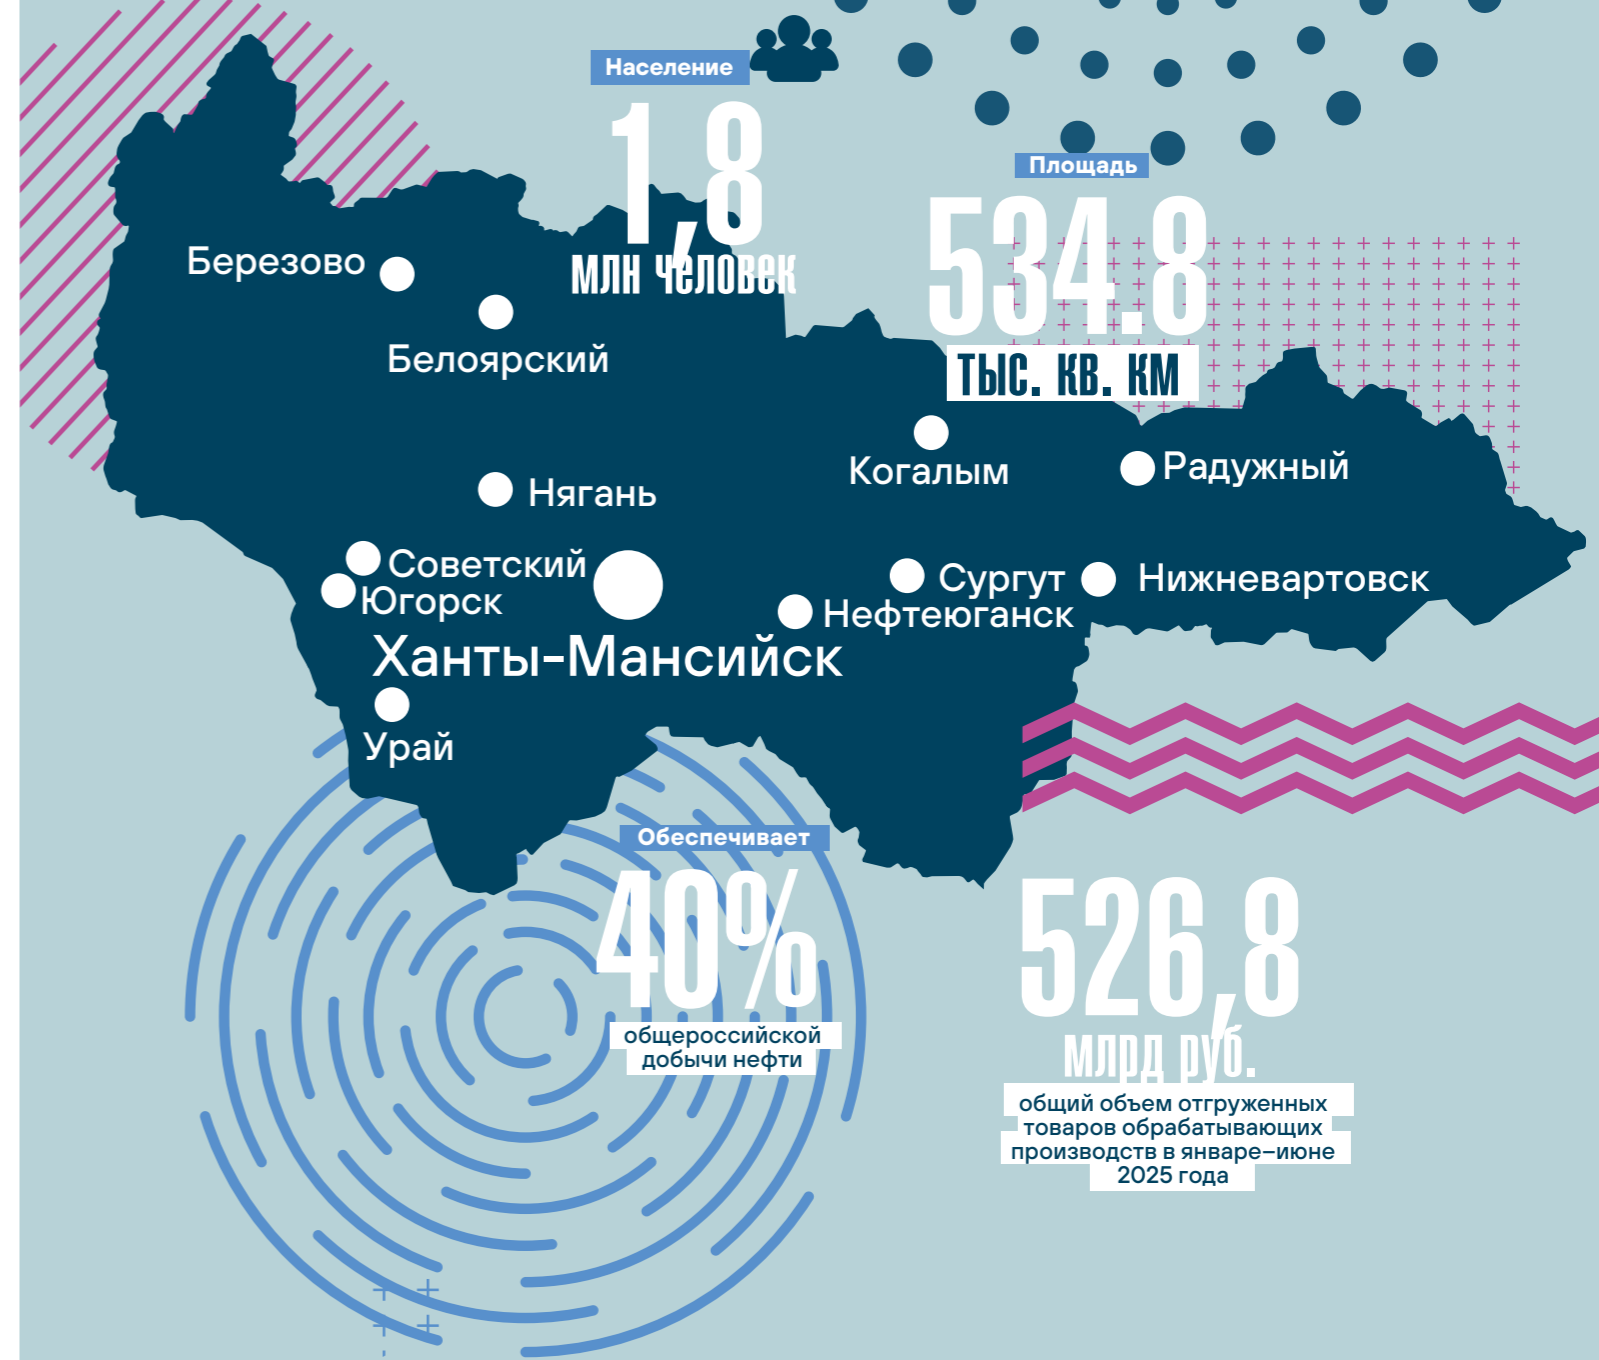 Население
1,8
млн человек
Площадь
534.8
тыс. кв. км
Березово
Белоярский
Когалым
Радужный
Нягань
Советский
Югорск
Сургут
Нижневартовск
Нефтеюганск
Ханты-Мансийск
Урай
Обеспечивает
40%
общероссийской
добычи нефти
526,8
млрд руб.
общий объем отгруженных
товаров обрабатывающих
производств в январе–июне
2025 года